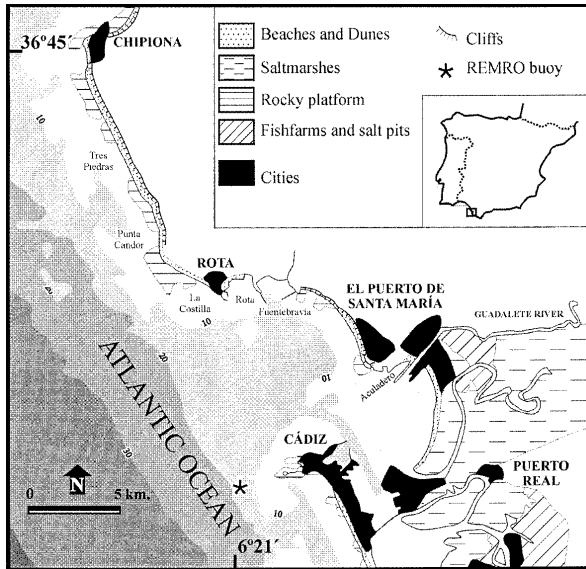 36º45´
CHIPIONA
Beaches and Dunes
Saltmarshes
Rocky platform
Fishfarms and salt pits
Cities
Cliffs
REMRO buoy
10
Tres
Piedras
Punta
Candor
ROTA
La
Costilla
Rota
Fuentebravía
10
EL PUERTO DE
SANTA MARÍA
GUADALETE RIVER
20
10
Aculadero
ATLANTIC OCEAN
CÁDIZ
30
PUERTO
REAL
N
0 5 km.
10
6º21´